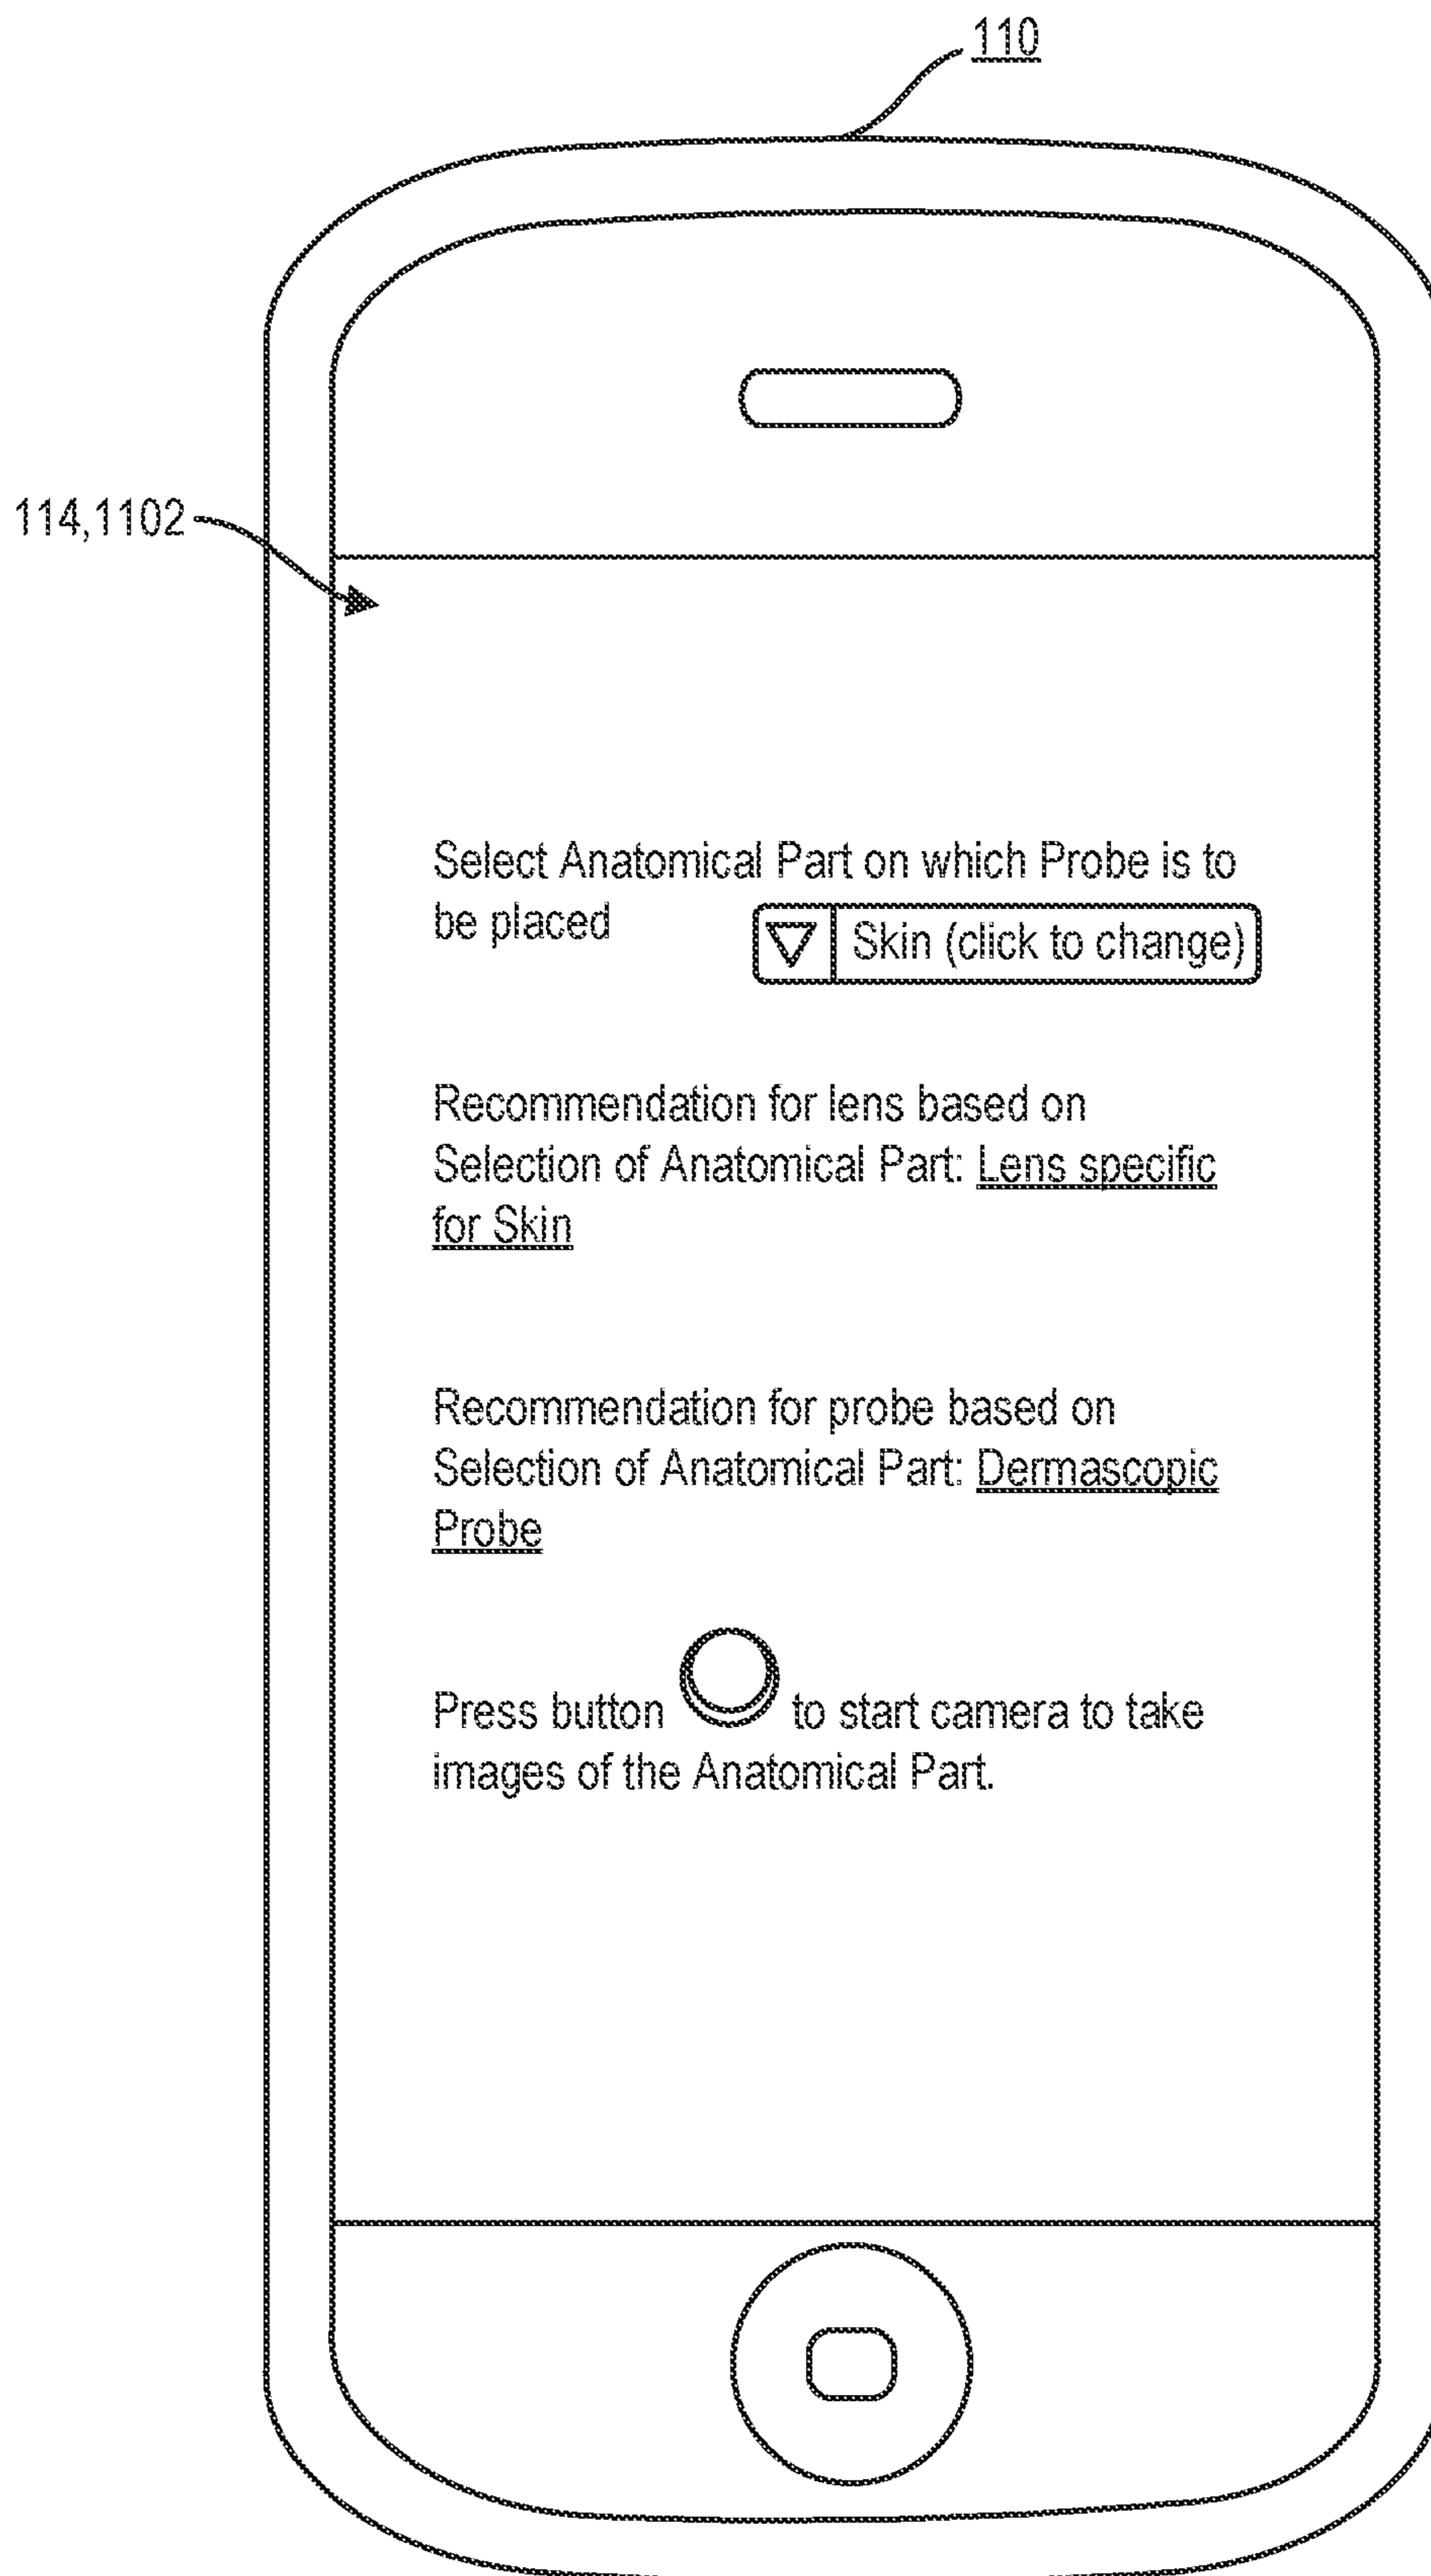 110
114,1102
Select Anatomical Part on which Probe is to
be placed
Skin (click to change)
Recommendation for lens based on
Selection of Anatomical Part: Lens specific
for Skin
Recommendation for probe based on
Selection of Anatomical Part: Dermascopic
Probe
Press button to start camera to take
images of the Anatomical Part.